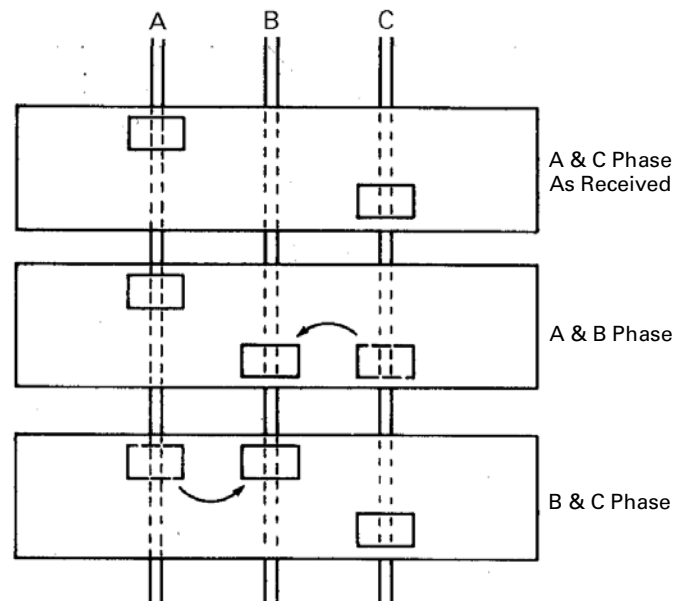 A B C
A & C Phase
As Received
A & B Phase
B & C Phase